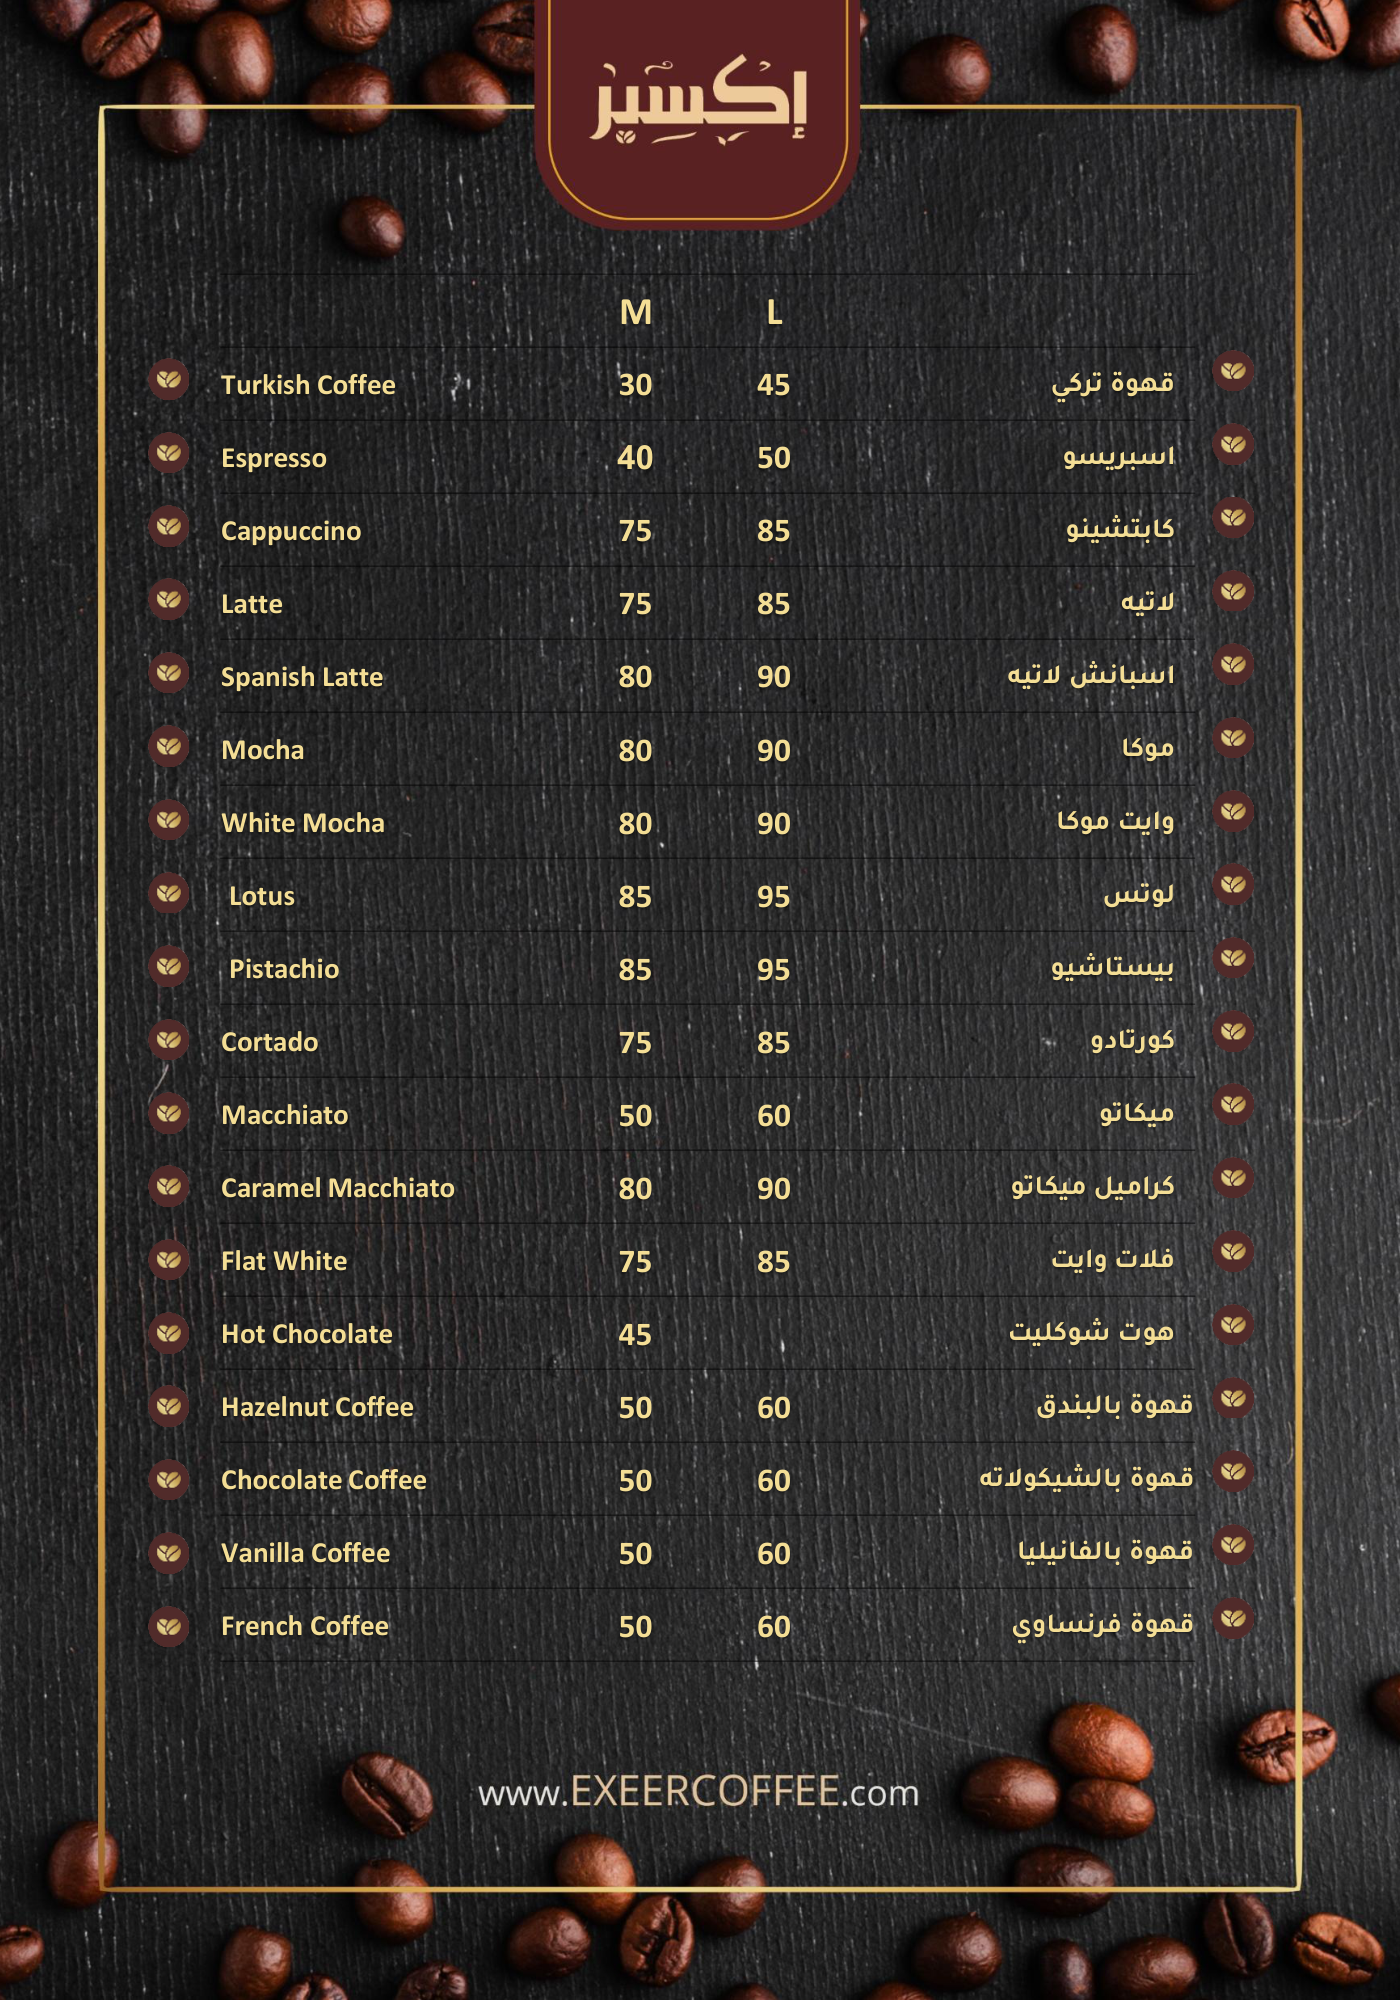 إكسير
M L
Turkish Coffee 30 45 قهوة تركي
Espresso 40 50 اسبريسو
Cappuccino 75 85 كابتشينو
Latte 75 85 لاتيه
Spanish Latte 80 90 اسبانش لاتيه
Mocha 80 90 موكا
White Mocha 80 90 وايت موكا
Lotus 85 95 لوتس
Pistachio 85 95 بيستاشيو
Cortado 75 85 كورتادو
Macchiato 50 60 ميكاتو
Caramel Macchiato 80 90 كراميل ميكاتو
Flat White 75 85 فلات وايت
Hot Chocolate 45 هوت شوكليت
Hazelnut Coffee 50 60 قهوة بالبندق
Chocolate Coffee 50 60 قهوة بالشيكولاته
Vanilla Coffee 50 60 قهوة بالفانيليا
French Coffee 50 60 قهوة فرنساوي
www.EXEERCOFFEE.com